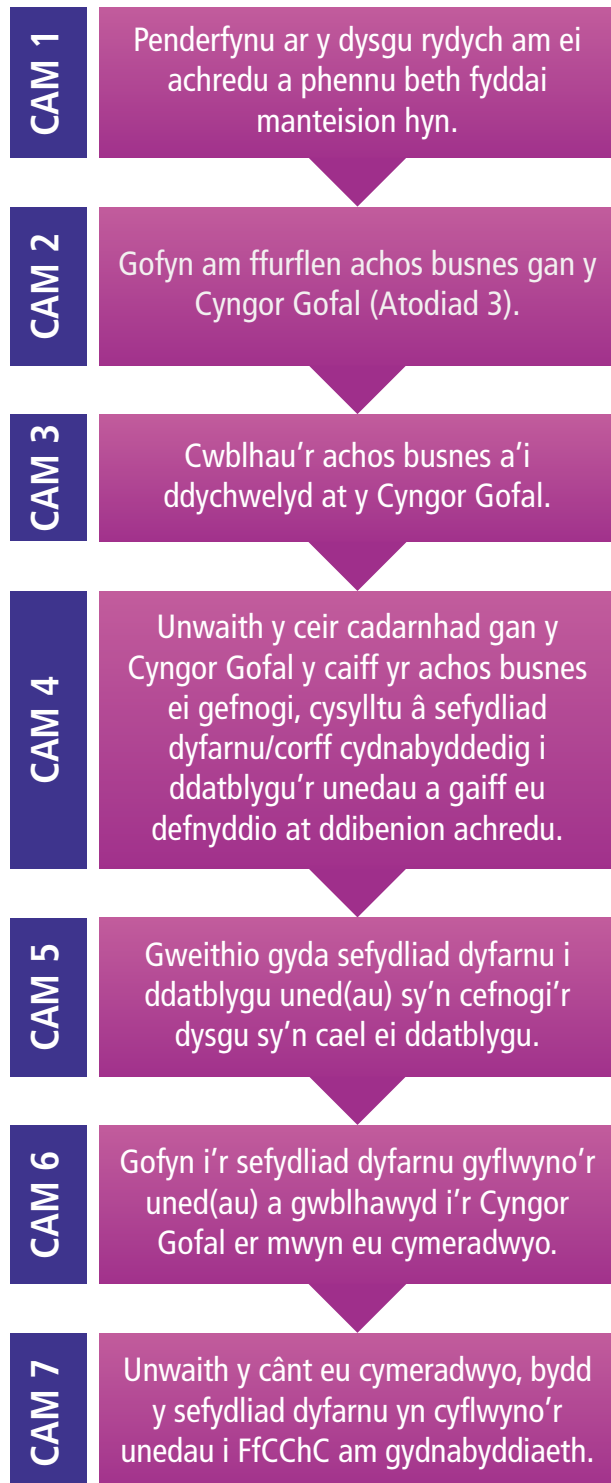 CAM 1
Penderfynu ar y dysgu rydych am ei
achredu a phennu beth fyddai
manteision hyn.
CAM 2
Gofyn am ffurflen achos busnes gan y
Cyngor Gofal (Atodiad 3).
CAM 3
Cwblhau'r achos busnes a'i
ddychwelyd at y Cyngor Gofal.
CAM 4
Unwaith y ceir cadarnhad gan y
Cyngor Gofal y caiff yr achos busnes
ei gefnogi, cysylltu â sefydliad
dyfarnu/corff cydnabyddedig i
ddatblygu'r unedau a gaiff eu
defnyddio at ddibenion achredu.
CAM 5
Gweithio gyda sefydliad dyfarnu i
ddatblygu uned(au) sy'n cefnogi'r
dysgu sy'n cael ei ddatblygu.
CAM 6
Gofyn i'r sefydliad dyfarnu gyflwyno'r
uned(au) a gwblhawyd i'r Cyngor
Gofal er mwyn eu cymeradwyo.
CAM 7
Unwaith y cânt eu cymeradwyo, bydd
y sefydliad dyfarnu yn cyflwyno'r
unedau i FfCChC am gydnabyddiaeth.